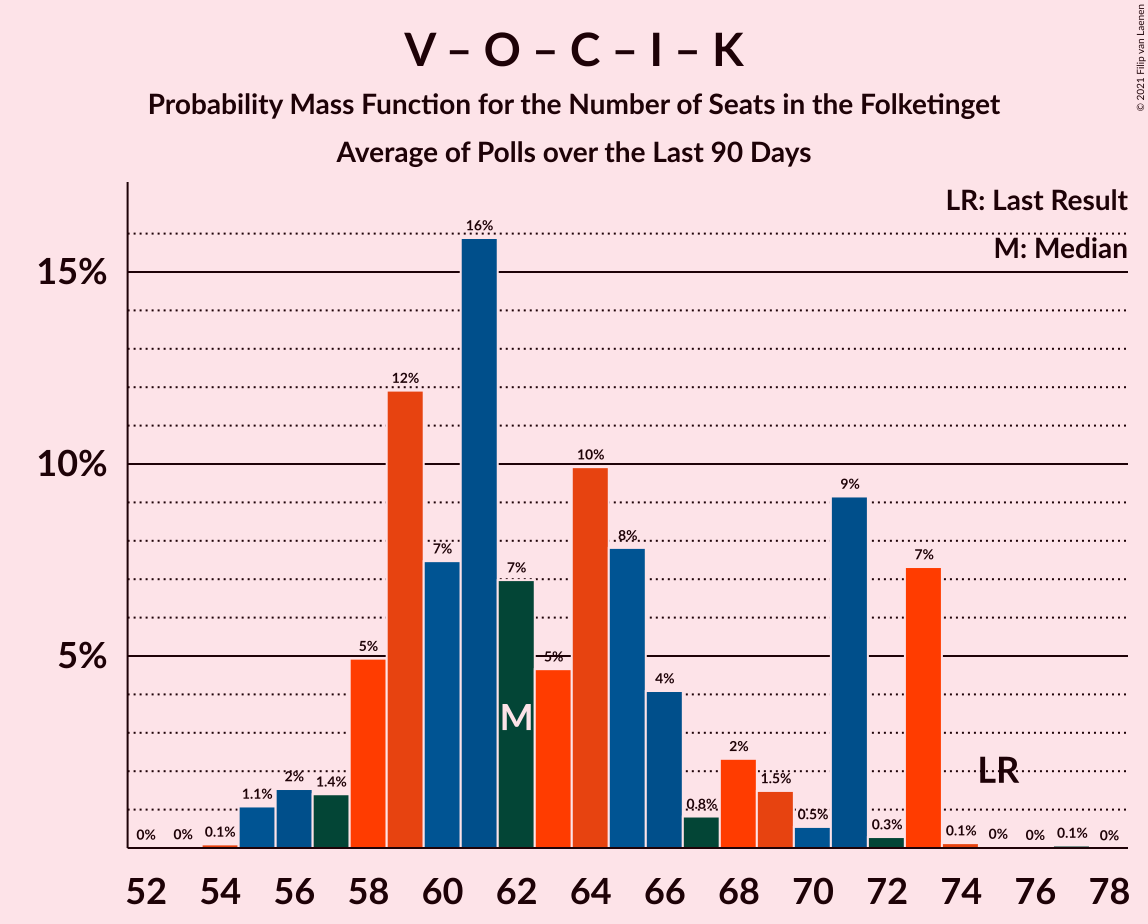 V – O – C – I – K
Probability Mass Function for the Number of Seats in the Folketinget
Average of Polls over the Last 90 Days
© 2021 Filip van Laenen
LR: Last Result
M: Median
16%
15%
12%
10%
10%
9%
8%
7%
7%
7%
5%
5%
5%
4%
M
2%
LR
2%
1.5%
1.4%
1.1%
0.8%
0.5%
0.3%
0% 0% 0.1% 0.1% 0% 0% 0.1% 0%
52 54 56 58 60 62 64 66 68 70 72 74 76 78